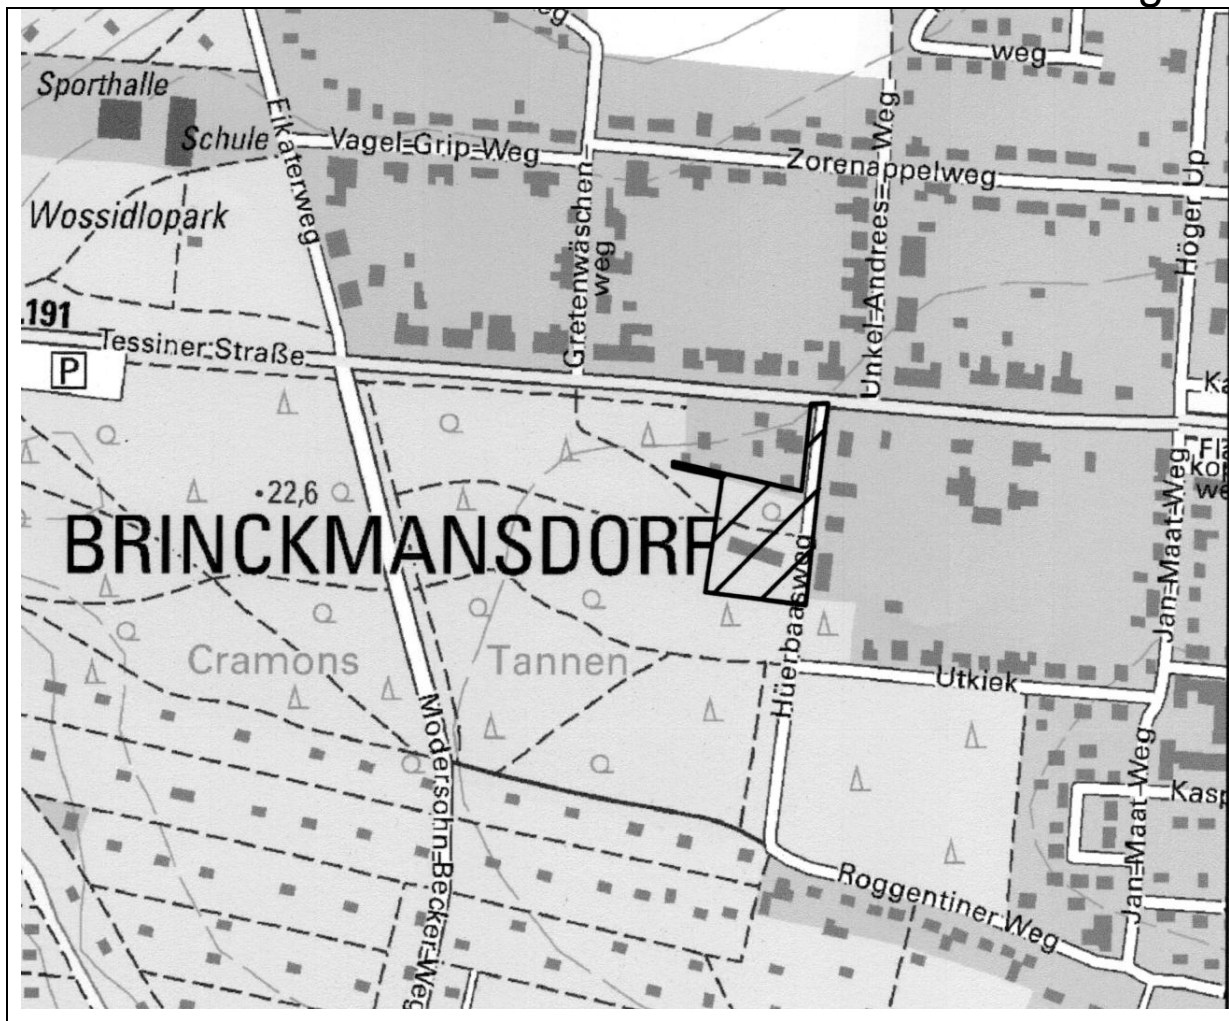 weg
Sporthalle
Schule
Eikaterweg
Vagel-Grip-Weg
Zorenappelweg
Wossidlopark
Gretenwäschen
weg
Unkel-Andrees-Weg
Höger Up
.191
Tessiner Straße
P
22,6
BRINCKMANSDORF
Cramons
Tannen
Hüerbaasweg
Utkiek
Jan-Maat-Weg
Modersohn-Becker-Weg
Jan-Maat-Weg
Roggentiner Weg